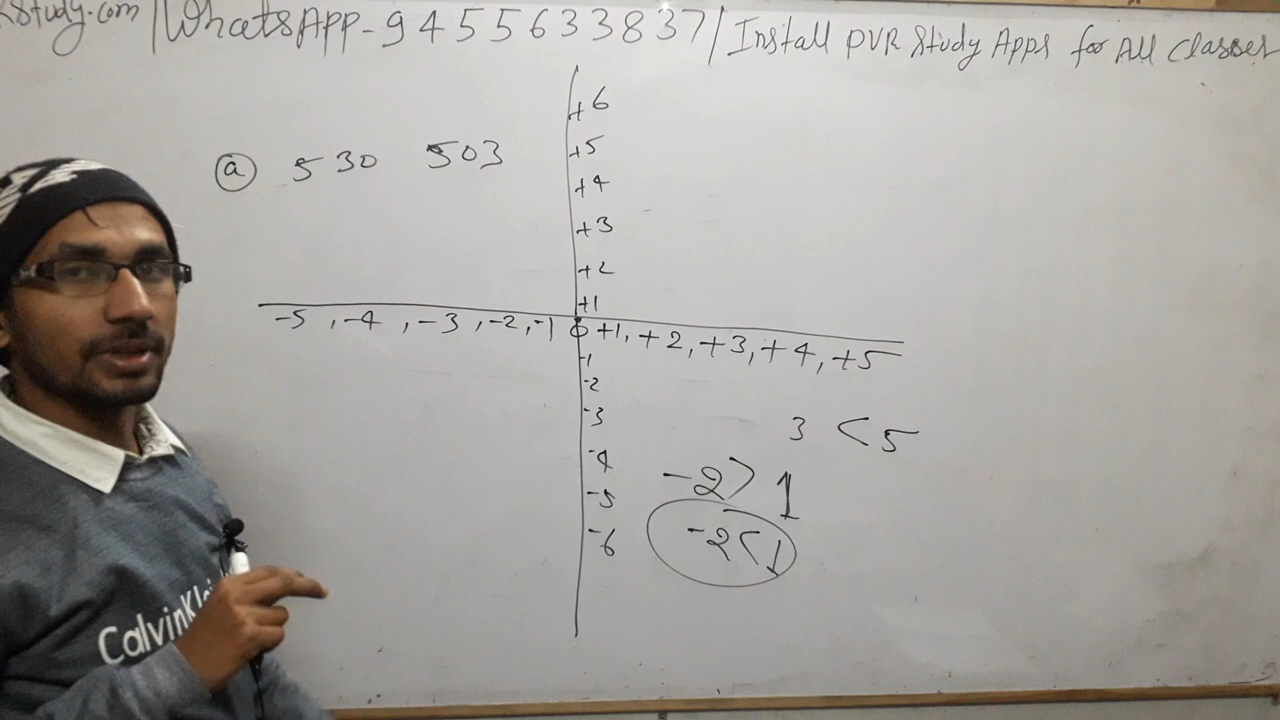 kstudy.com / WhatsApp-9455633837 / Install PVR Study Apps for All Classes
+6
ⓐ 530 503
+5
+4
+3
+2
+1
-5 , -4 , -3 , -2 , -1 0 +1, +2, +3, +4, +5
-1
-2
-3
3 < 5
-4
-2 > 1
-5
-2 < 1
-6
CalvinKlein